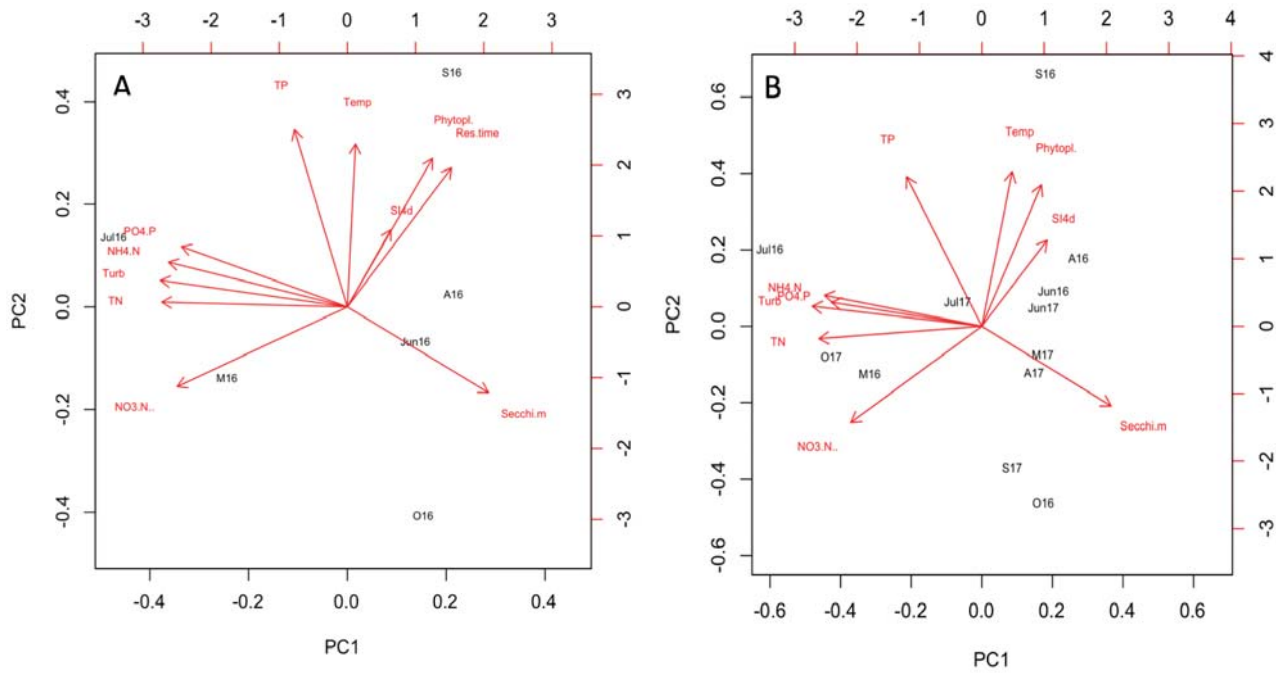 -3 -2 -1 0 1 2 3
A
S16
TP
Temp
Phytopl.
Res.time
SI4d
Jul16
PO4.P
NH4.N
Turb
TN
A16
Jun16
M16
NO3.N..
Secchi.m
O16
0.4
0.2
0.0
-0.2
-0.4
PC2
3
2
1
0
-1
-2
-3
-0.4 -0.2 0.0 0.2 0.4
PC1
-3 -2 -1 0 1 2 3 4
B
S16
TP
Temp
Phytopl.
SI4d
Jul16
A16
NH4.N
PO4.P
Turb
Jul17
Jun16
Jun17
TN
O17
M17
M16
A17
NO3.N..
Secchi.m
S17
O16
0.6
0.4
0.2
0.0
-0.2
-0.4
-0.6
PC2
4
3
2
1
0
-1
-2
-3
-0.6 -0.4 -0.2 0.0 0.2 0.4 0.6
PC1